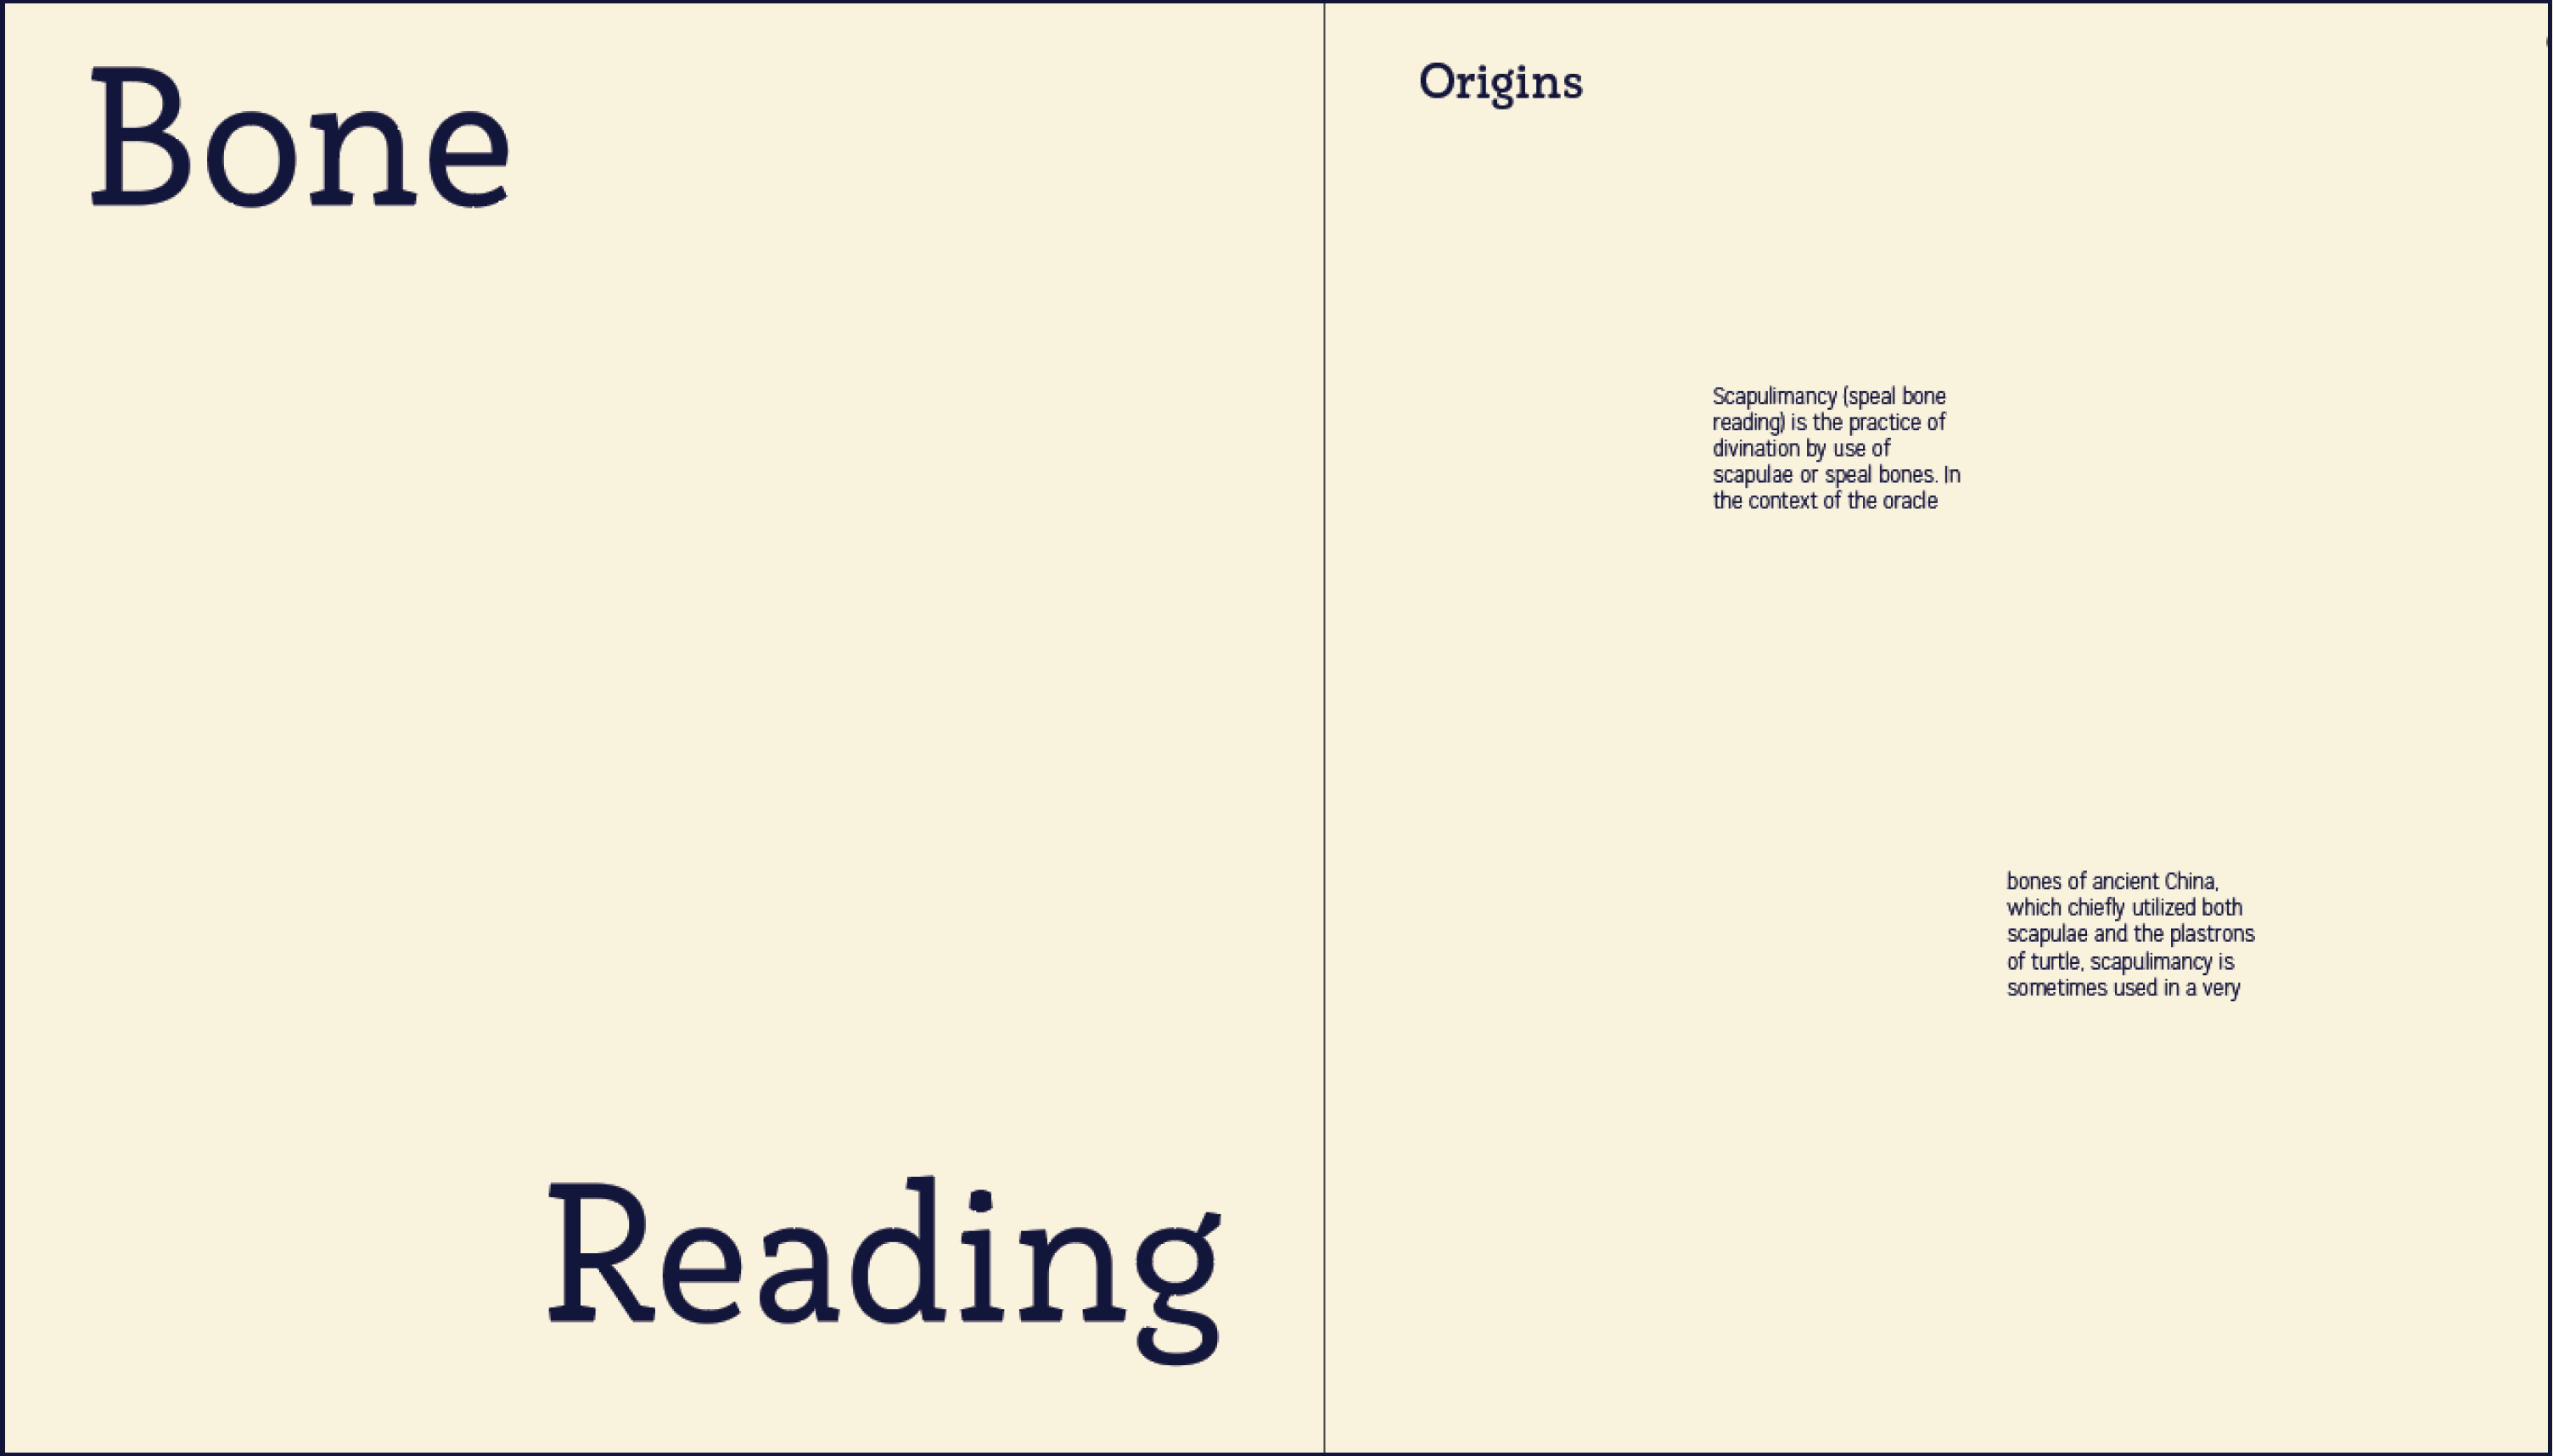 Bone
Reading
Origins
Scapulimancy (speal bone
reading) is the practice of
divination by use of
scapulae or speal bones. In
the context of the oracle
bones of ancient China,
which chiefly utilized both
scapulae and the plastrons
of turtle, scapulimancy is
sometimes used in a very